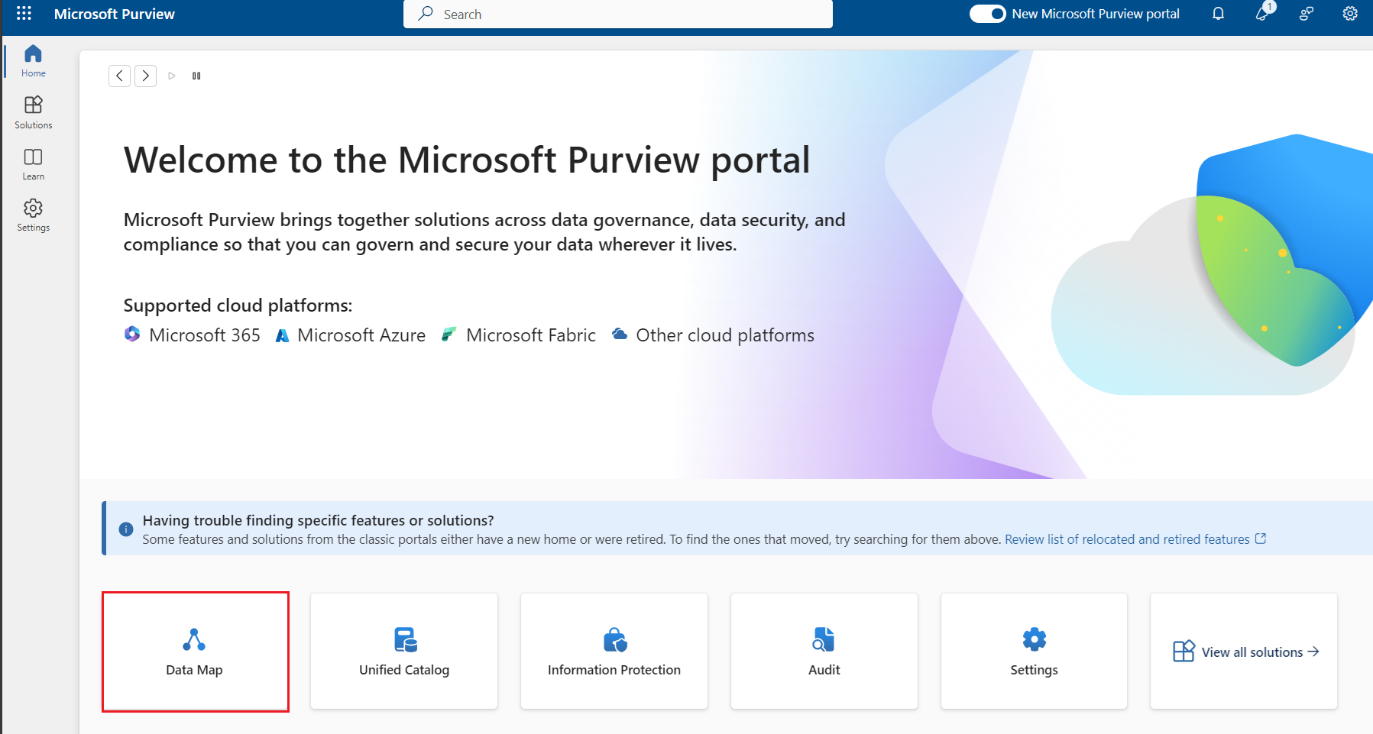 Microsoft Purview
Search
New Microsoft Purview portal
1
Home
Solutions
Learn
Settings
Welcome to the Microsoft Purview portal
Microsoft Purview brings together solutions across data governance, data security, and
compliance so that you can govern and secure your data wherever it lives.
Supported cloud platforms:
Microsoft 365 Microsoft Azure Microsoft Fabric Other cloud platforms
Having trouble finding specific features or solutions?
Some features and solutions from the classic portals either have a new home or were retired. To find the ones that moved, try searching for them above. Review list of relocated and retired features
Data Map
Unified Catalog
Information Protection
Audit
Settings
View all solutions →